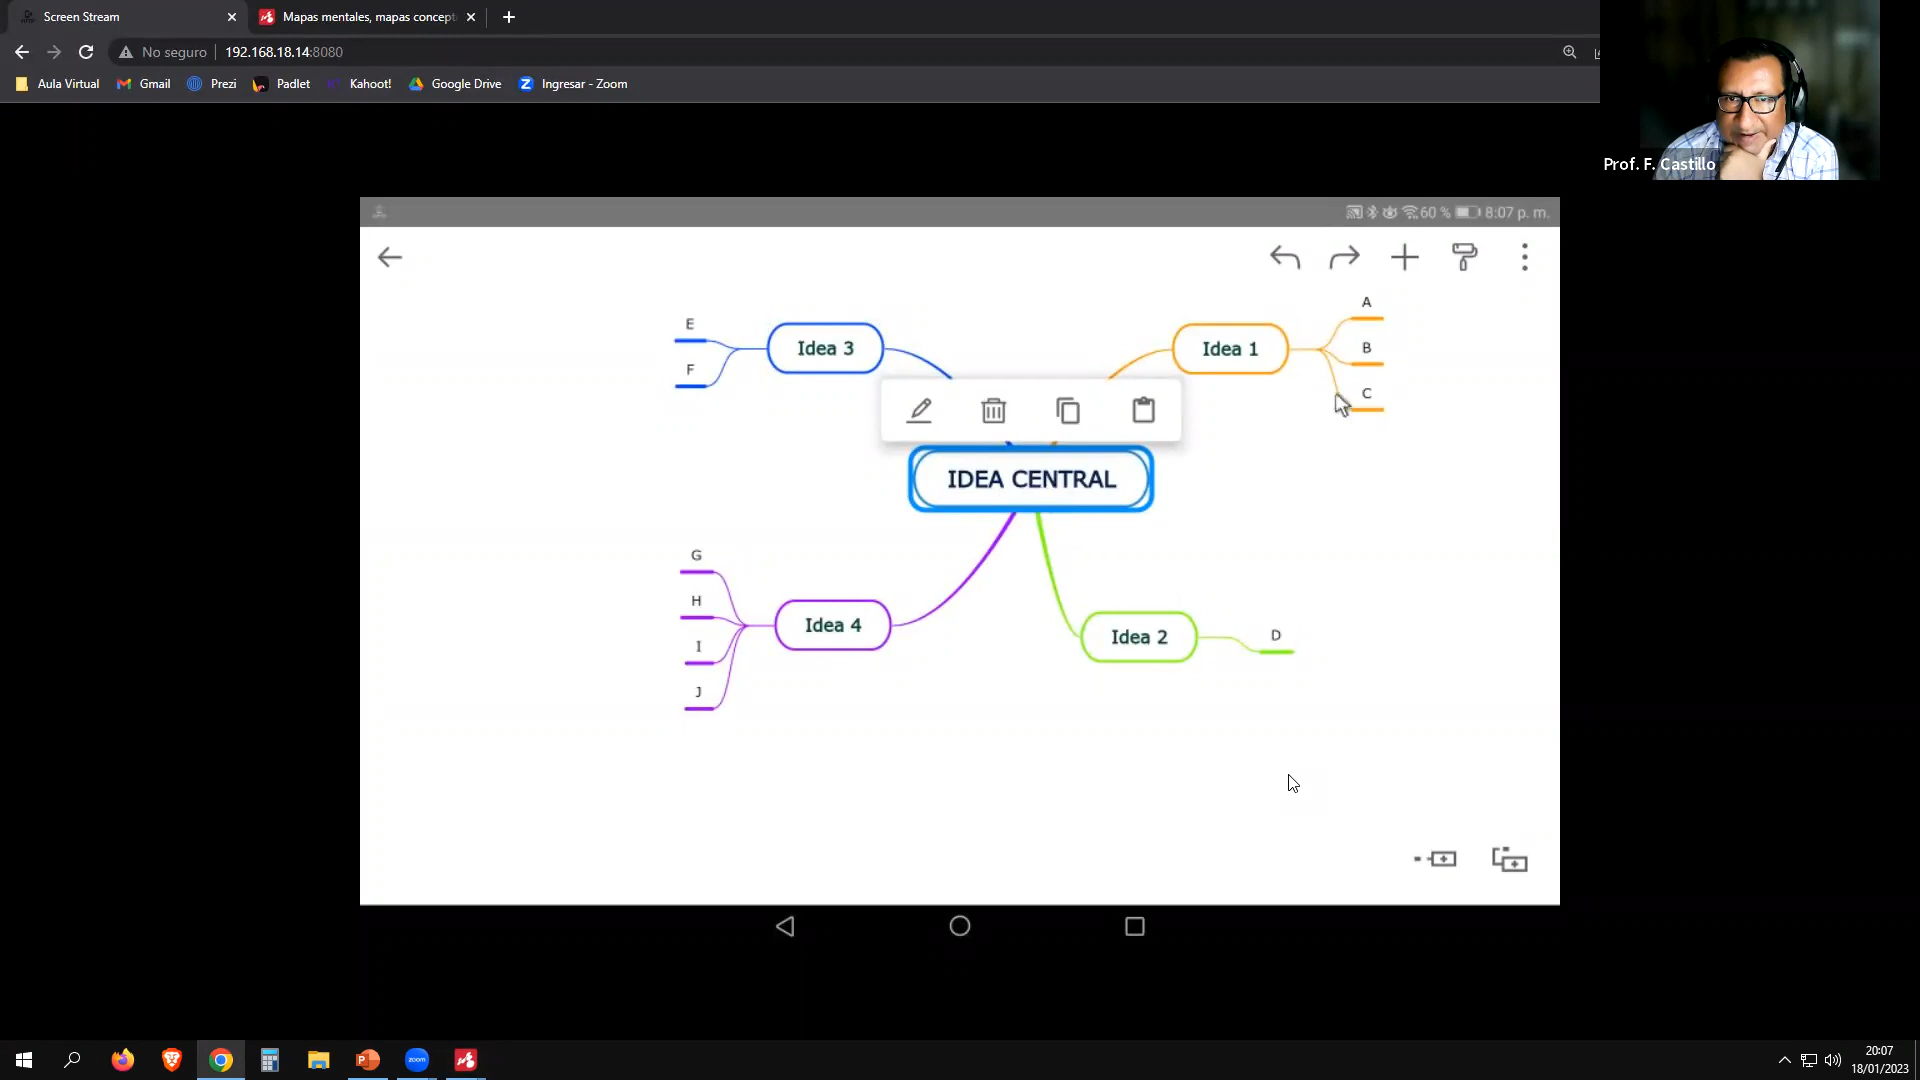 Screen Stream
Mapas mentales, mapas concept
No seguro
192.168.18.14:8080
Aula Virtual
Gmail
Prezi
Padlet
Kahoot!
Google Drive
Ingresar - Zoom
Prof. F. Castillo
60 %
8:07 p. m.
E
F
Idea 3
Idea 1
A
B
C
IDEA CENTRAL
G
H
I
J
Idea 4
Idea 2
D
zoom
20:07
18/01/2023